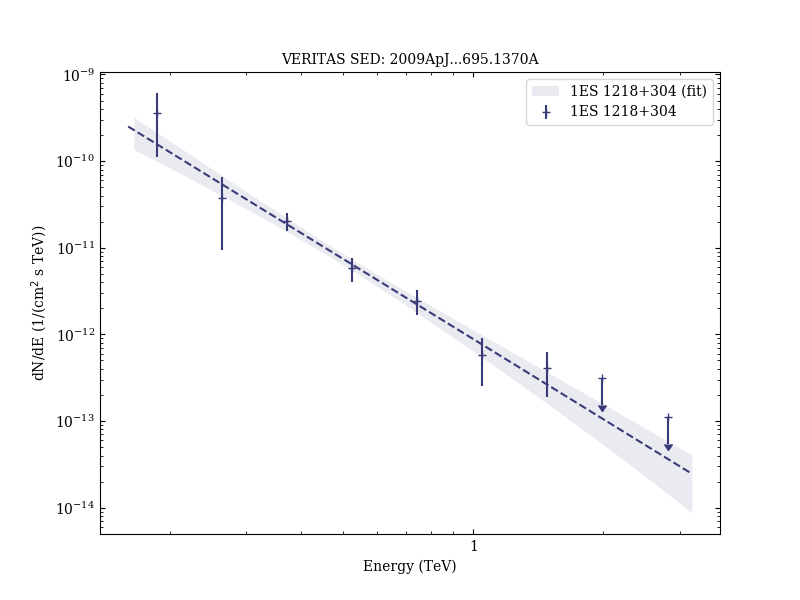 VERITAS SED: 2009ApJ...695.1370A
1ES 1218+304 (fit)
1ES 1218+304
10⁻⁹
10⁻¹⁰
10⁻¹¹
10⁻¹²
10⁻¹³
10⁻¹⁴
dN/dE (1/(cm² s TeV))
1
Energy (TeV)